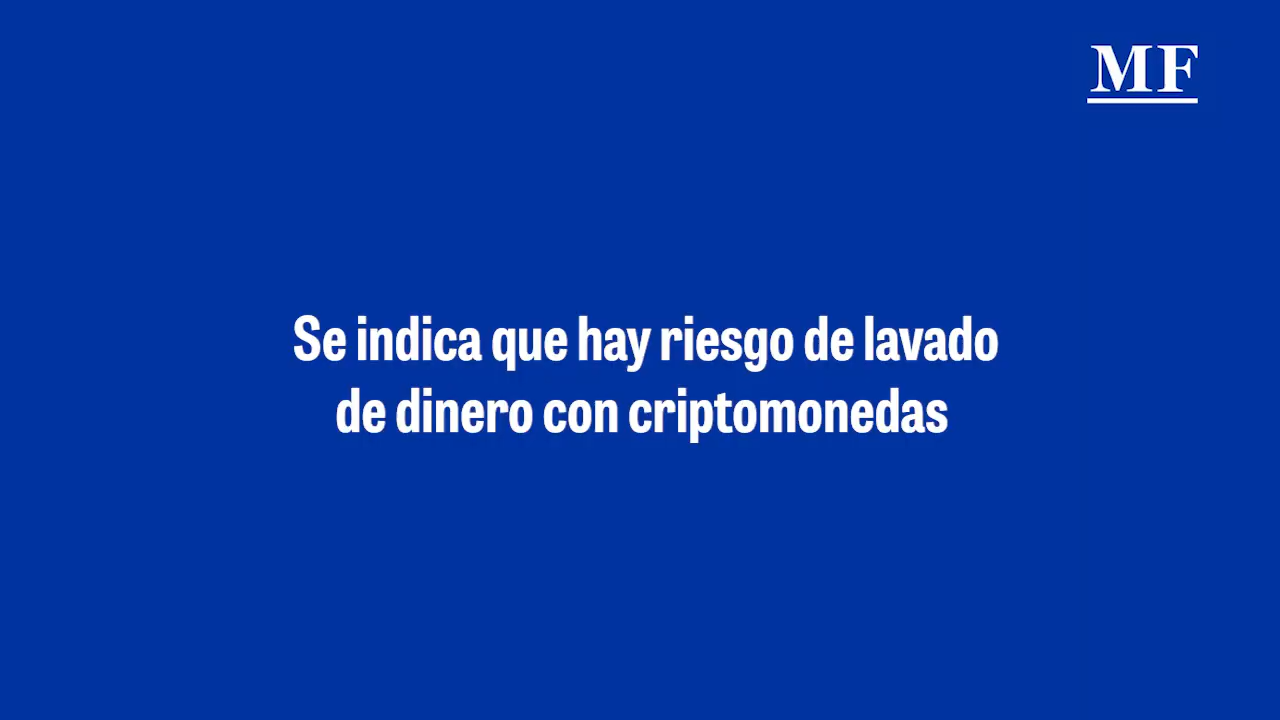 MF
Se indica que hay riesgo de lavado
de dinero con criptomonedas